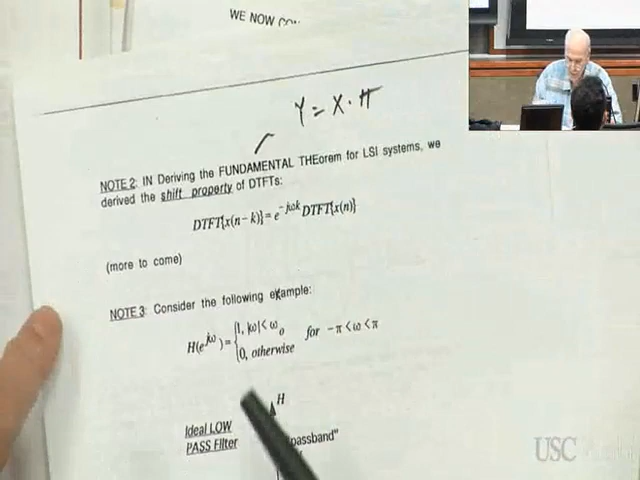 WE NOW
Y = X · H
NOTE 2: IN Deriving the FUNDAMENTAL THEorem for LSI systems, we
derived the shift property of DTFTs:
DTFT{x(n−k)} = e^{−jωk} DTFT{x(n)}
(more to come)
NOTE 3: Consider the following example:
H(e^{jω}) = {1, |ω| < ω₀
0, otherwise for −π < ω < π
H
Ideal LOW
PASS Filter
passband"
USC